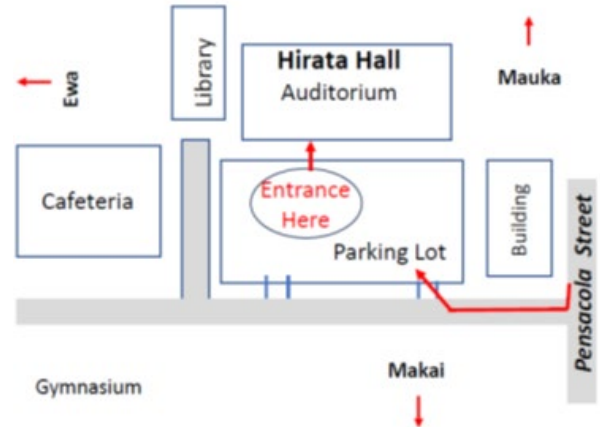 Hirata Hall
Auditorium
Library
Ewa
Mauka
Cafeteria
Entrance
Here
Parking Lot
Building
Pensacola Street
Makai
Gymnasium